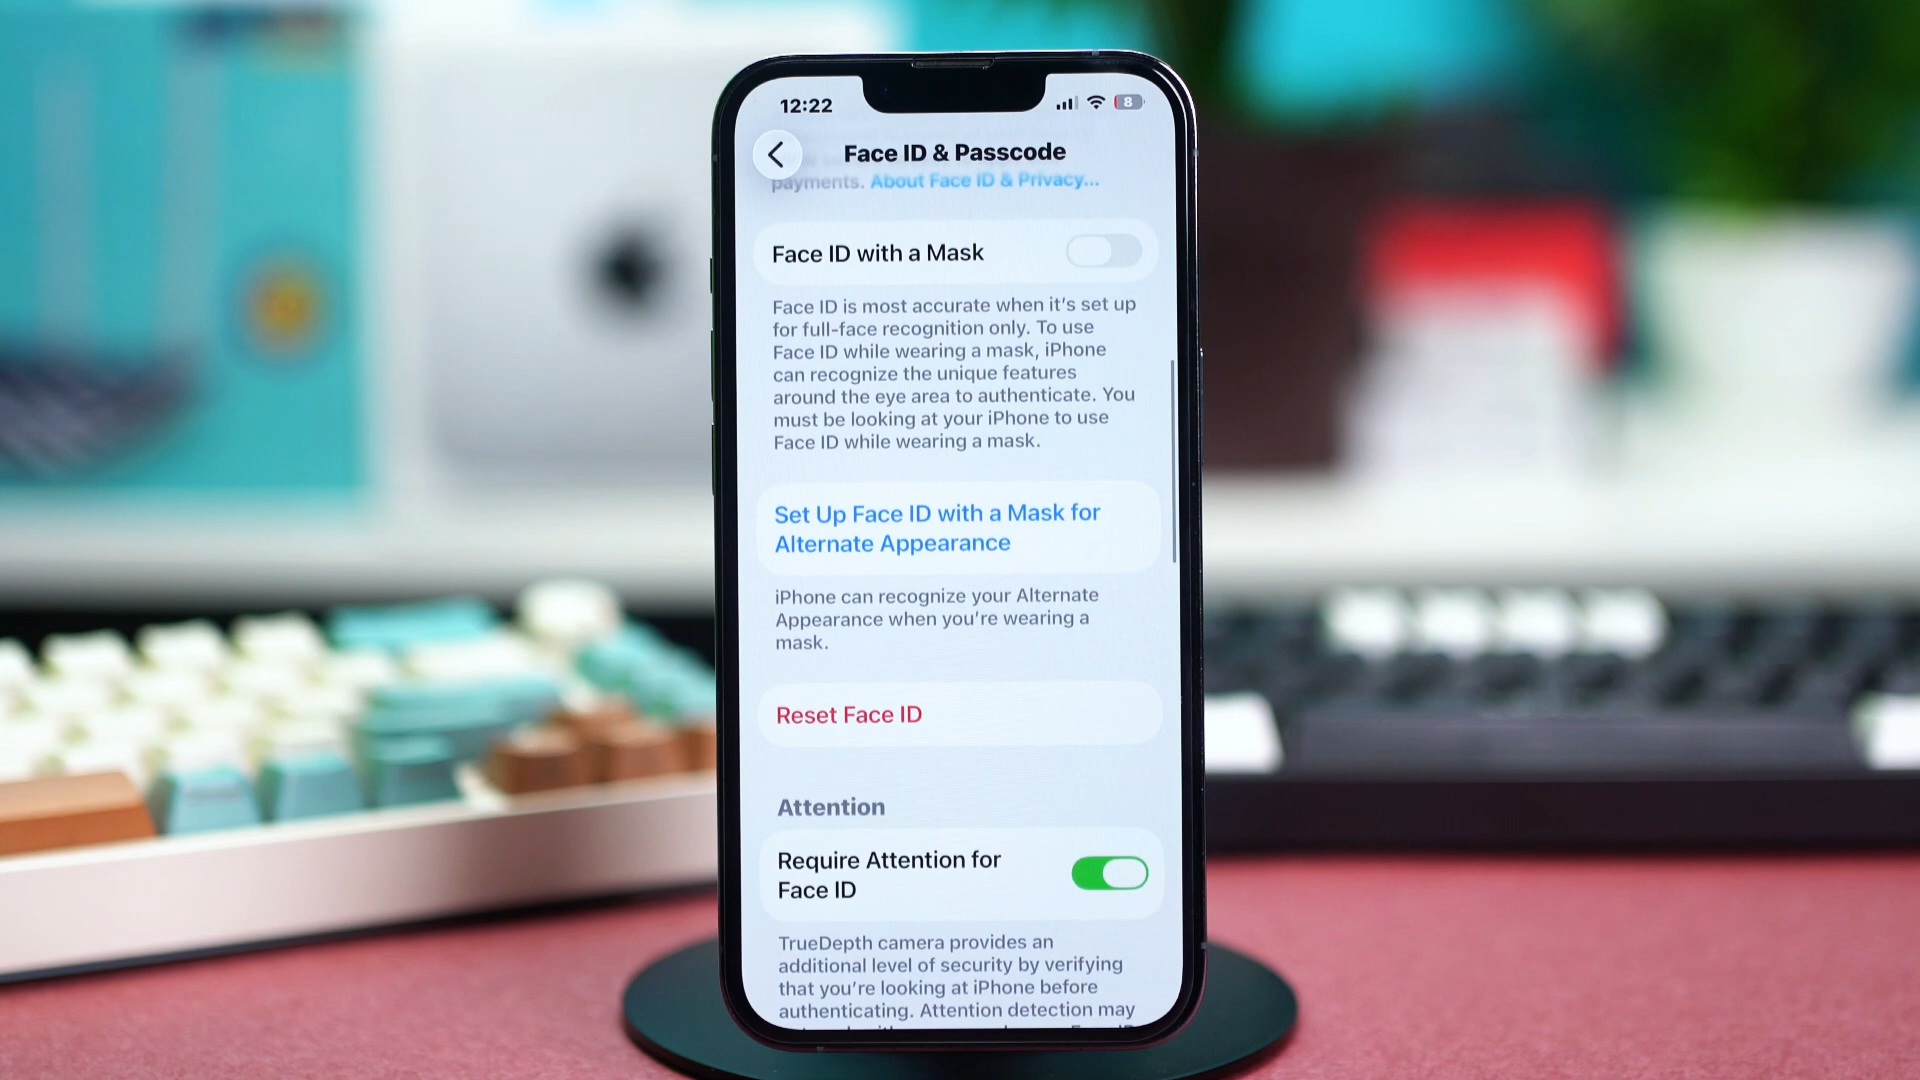 12:22
8
Face ID & Passcode
payments. About Face ID & Privacy...
Face ID with a Mask
Face ID is most accurate when it's set up
for full-face recognition only. To use
Face ID while wearing a mask, iPhone
can recognize the unique features
around the eye area to authenticate. You
must be looking at your iPhone to use
Face ID while wearing a mask.
Set Up Face ID with a Mask for
Alternate Appearance
iPhone can recognize your Alternate
Appearance when you're wearing a
mask.
Reset Face ID
Attention
Require Attention for
Face ID
TrueDepth camera provides an
additional level of security by verifying
that you're looking at iPhone before
authenticating. Attention detection may